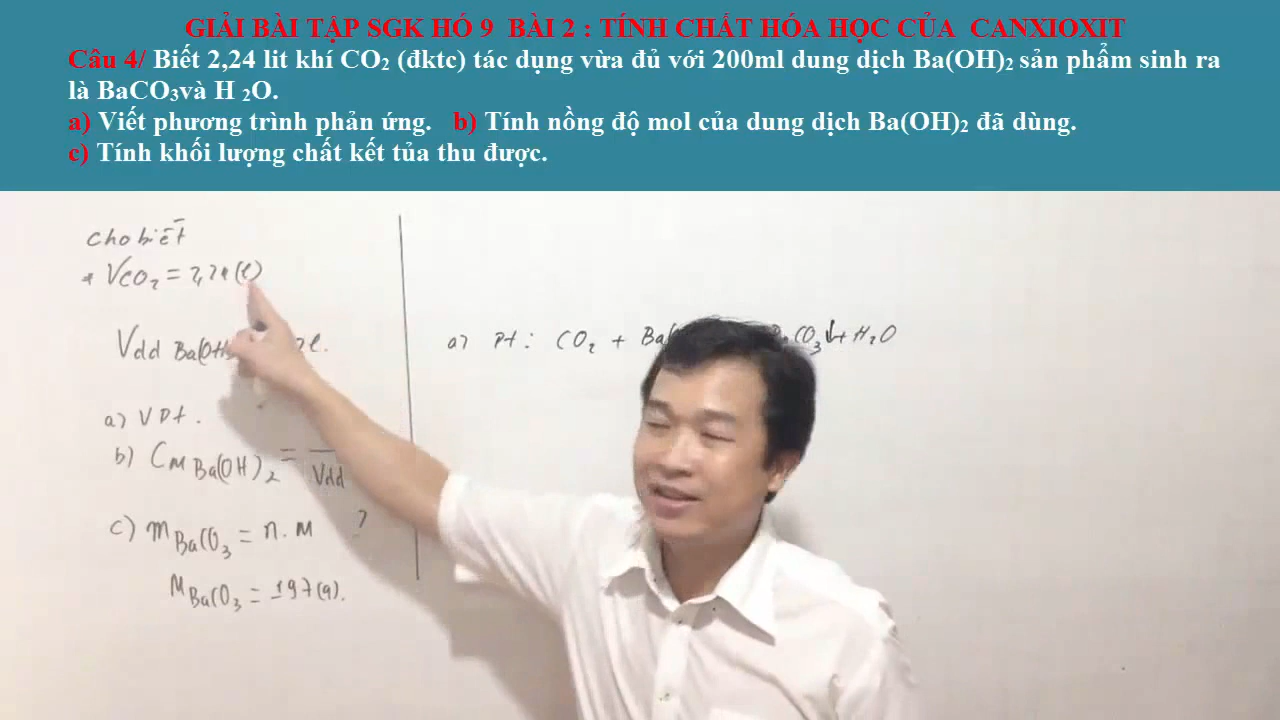 GIẢI BÀI TẬP SGK HÓ 9 BÀI 2 : TÍNH CHẤT HÓA HỌC CỦA CANXIOXIT
Câu 4/ Biết 2,24 lit khí CO₂ (đktc) tác dụng vừa đủ với 200ml dung dịch Ba(OH)₂ sản phẩm sinh ra
là BaCO₃và H ₂O.
a) Viết phương trình phản ứng. b) Tính nồng độ mol của dung dịch Ba(OH)₂ đã dùng.
c) Tính khối lượng chất kết tủa thu được.
cho biết
* VCO₂ = 2,24 (l)
Vdd Ba(OH)
a) VPt.
b) CM Ba(OH)₂ = — Vdd
c) mBaCO₃ = n.M ?
MBaCO₃ = 197(g).
a) Pt: CO₂ + Ba CO₃↓ + H₂O